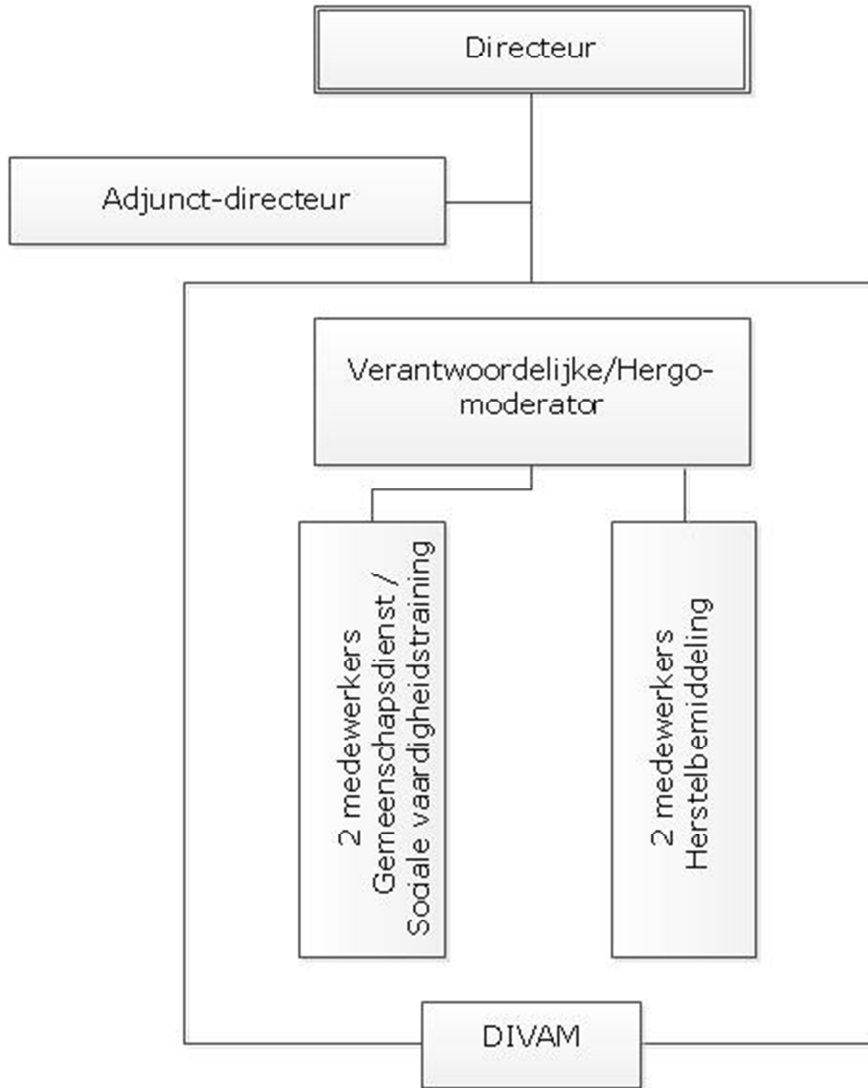 Directeur
Adjunct-directeur
Verantwoordelijke/Hergo-
moderator
2 medewerkers
Gemeenschapsdienst /
Sociale vaardigheidstraining
2 medewerkers
Herstelbemiddeling
DIVAM